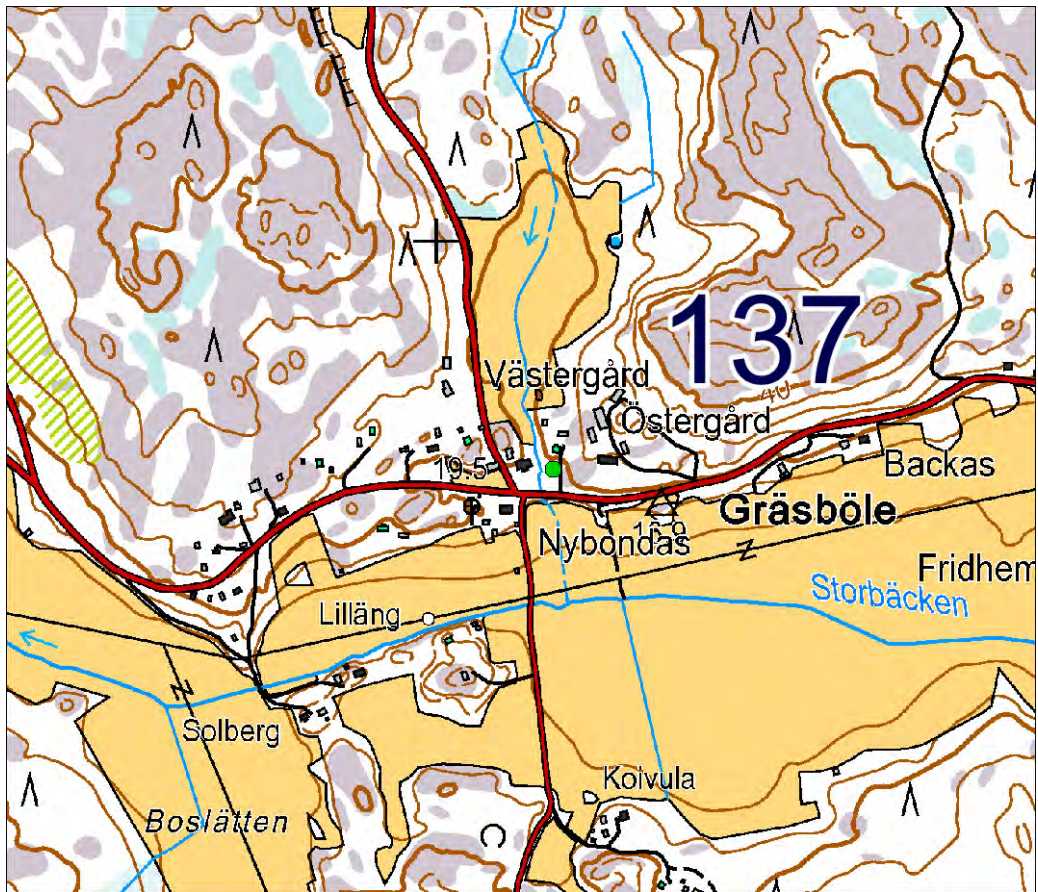 137
Västergård
Östergård
19.5
Backas
Gräsböle
Nybondas
Fridhem
Storbäcken
Lilläng
Solberg
Koivula
Boslätten